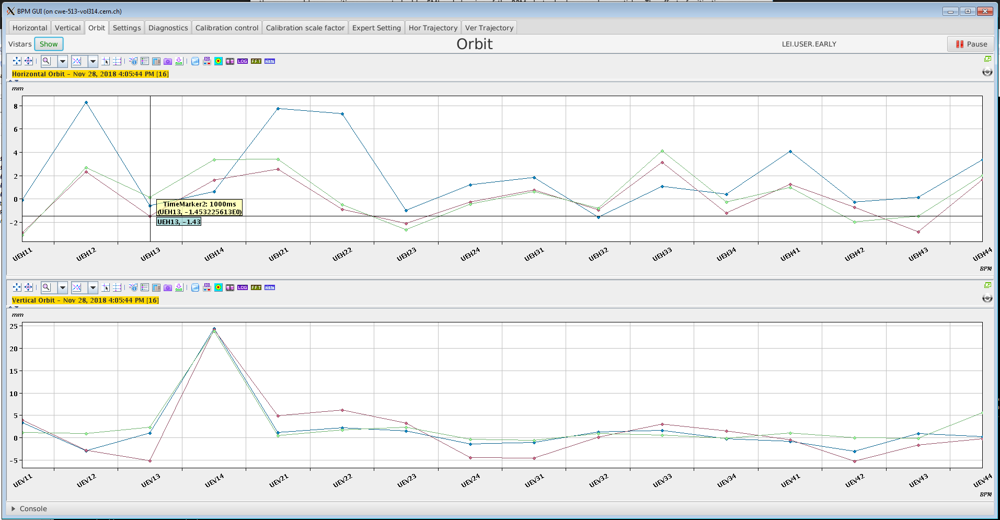 BPM GUI (on cwe-513-vol314.cern.ch)
Horizontal Vertical Orbit Settings Diagnostics Calibration control Calibration scale factor Expert Setting Hor Trajectory Ver Trajectory
Vistars Show Orbit LEI.USER.EARLY Pause
3D LOG FFT HiSto
Horizontal Orbit - Nov 28, 2018 4:05:44 PM [16]
mm
8
6
4
2
0
-2
TimeMarker2: 1000ms
(UEH13, -1.453225613E0)
UEH13, -1.43
UEH11 UEH12 UEH13 UEH14 UEH21 UEH22 UEH23 UEH24 UEH31 UEH32 UEH33 UEH34 UEH41 UEH42 UEH43 UEH44
BPM
3D LOG FFT HiSto
Vertical Orbit - Nov 28, 2018 4:05:44 PM [16]
mm
25
20
15
10
5
0
-5
UEV11 UEV12 UEV13 UEV14 UEV21 UEV22 UEV23 UEV24 UEV31 UEV32 UEV33 UEV34 UEV41 UEV42 UEV43 UEV44
BPM
Console